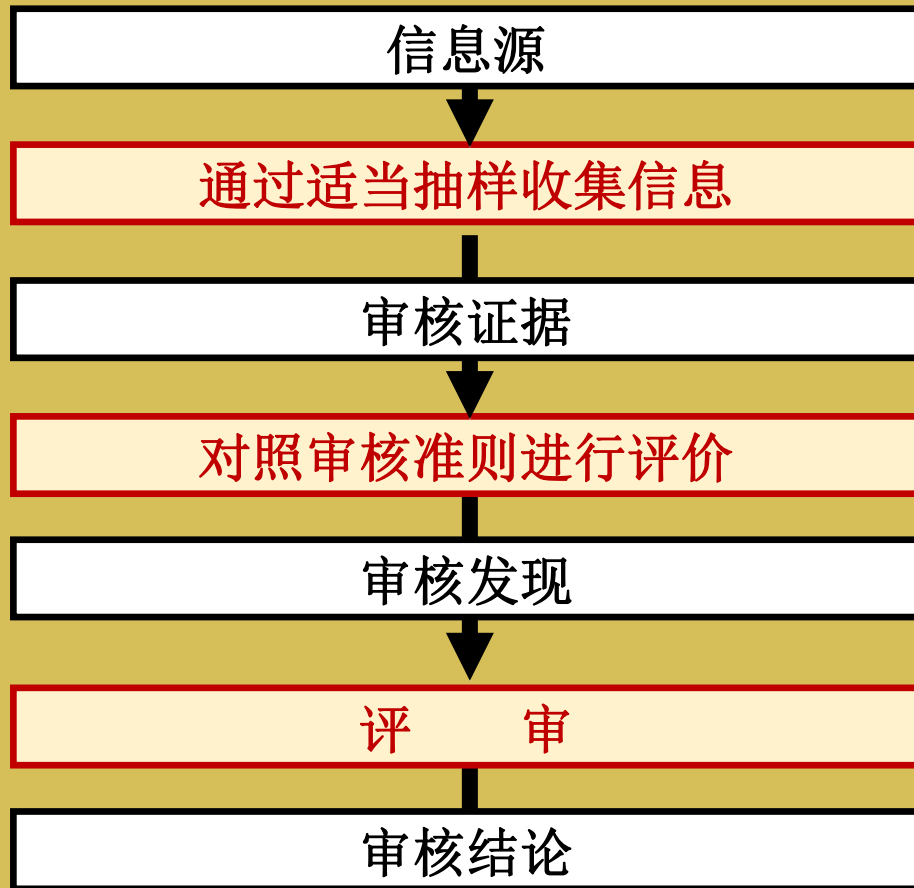 信息源
通过适当抽样收集信息
审核证据
对照审核准则进行评价
审核发现
评 审
审核结论